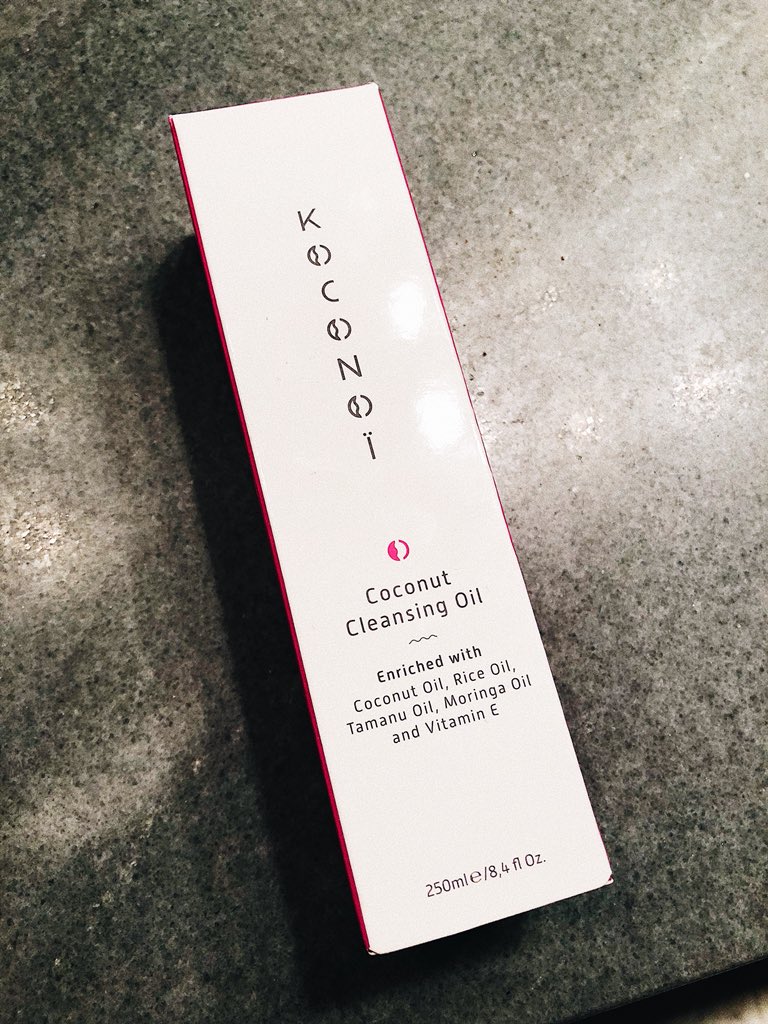 KOCONOÏ
Coconut
Cleansing Oil
Enriched with
Coconut Oil, Rice Oil,
Tamanu Oil, Moringa Oil
and Vitamin E
250ml℮/8,4 fl Oz.